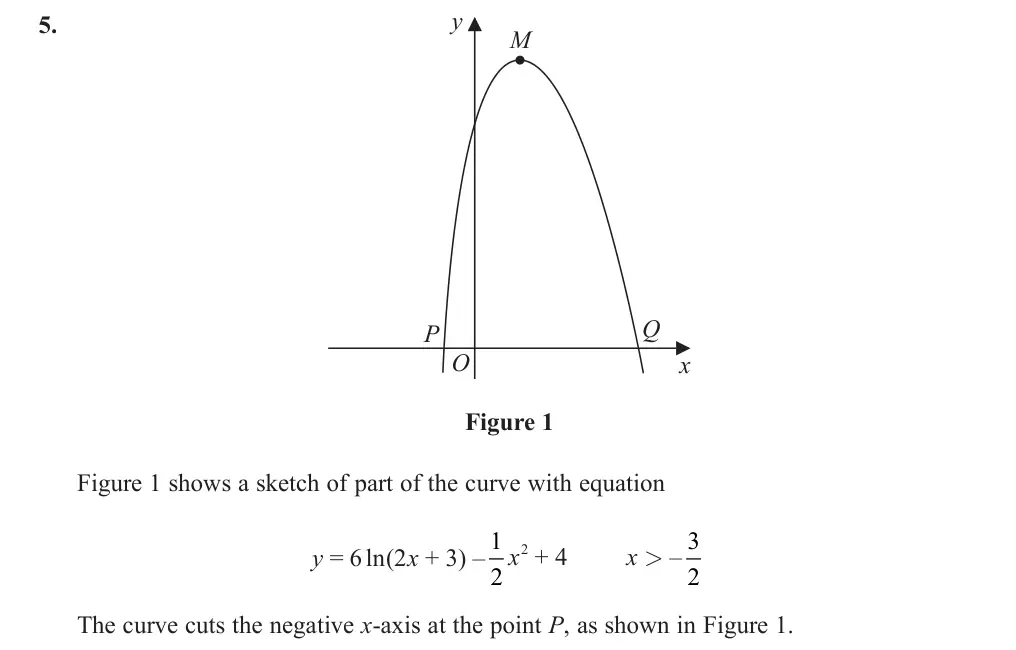 5.
y
M
P
Q
O
x
Figure 1
Figure 1 shows a sketch of part of the curve with equation
y = 6 ln(2x + 3) – 1/2 x² + 4    x > – 3/2
The curve cuts the negative x-axis at the point P, as shown in Figure 1.